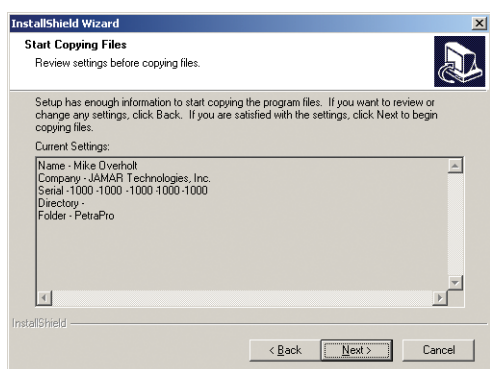 InstallShield Wizard
Start Copying Files
Review settings before copying files.
Setup has enough information to start copying the program files. If you want to review or
change any settings, click Back. If you are satisfied with the settings, click Next to begin
copying files.
Current Settings:
Name - Mike Overholt
Company - JAMAR Technologies, Inc.
Serial -1000 -1000 -1000 -1000 -1000
Directory -
Folder - PetraPro
InstallShield
< Back Next > Cancel